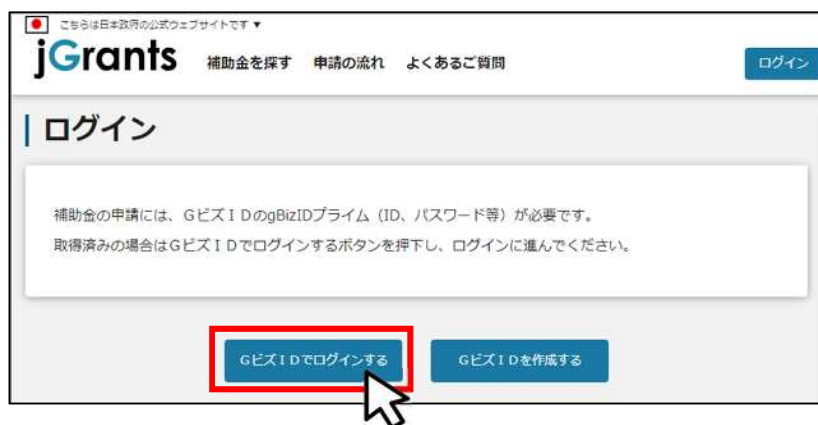 こちらは日本政府の公式ウェブサイトです ▼
jGrants 補助金を探す 申請の流れ よくあるご質問 ログイン
ログイン
補助金の申請には、GビズIDのgBizIDプライム（ID、パスワード等）が必要です。
取得済みの場合はGビズIDでログインするボタンを押下し、ログインに進んでください。
GビズIDでログインする GビズIDを作成する